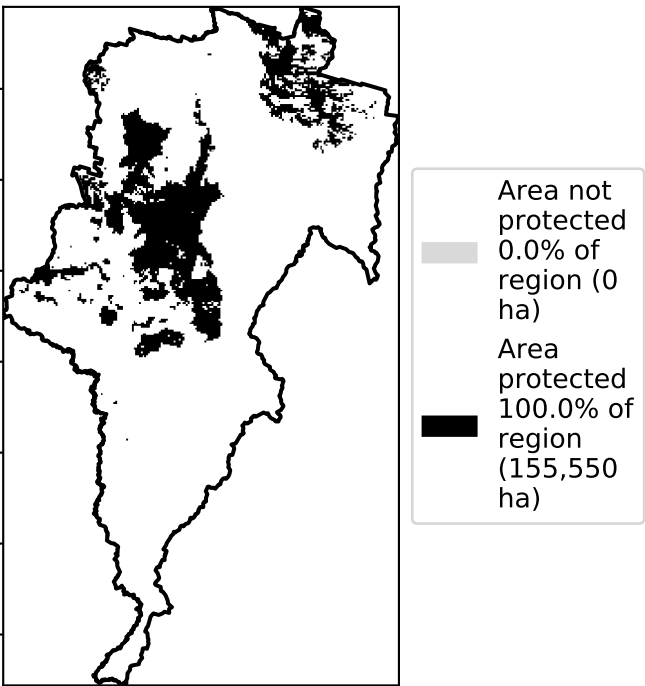 Area not
protected
0.0% of
region (0
ha)
Area
protected
100.0% of
region
(155,550
ha)